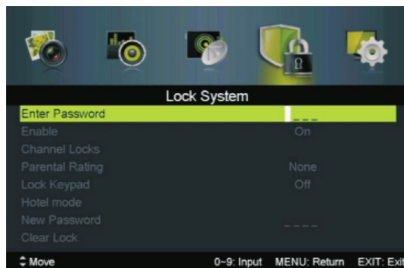 Lock System
Enter Password _ _ _
Enable On
Channel Locks
Parental Rating None
Lock Keypad Off
Hotel mode
New Password _ _ _ _
Clear Lock
Move 0~9: Input MENU: Return EXIT: Exit